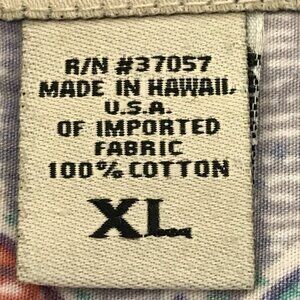 R/N #37057
MADE IN HAWAII,
U.S.A.
OF IMPORTED
FABRIC
100% COTTON
XL